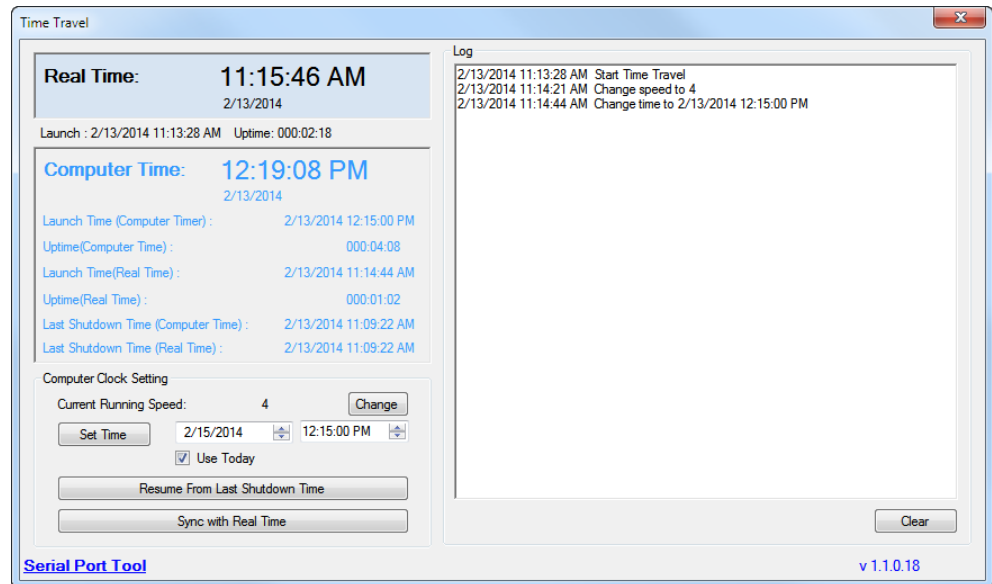 Time Travel
Real Time: 11:15:46 AM
2/13/2014
Launch : 2/13/2014 11:13:28 AM Uptime: 000:02:18
Computer Time: 12:19:08 PM
2/13/2014
Launch Time (Computer Timer) : 2/13/2014 12:15:00 PM
Uptime(Computer Time) : 000:04:08
Launch Time(Real Time) : 2/13/2014 11:14:44 AM
Uptime(Real Time) : 000:01:02
Last Shutdown Time (Computer Time) : 2/13/2014 11:09:22 AM
Last Shutdown Time (Real Time) : 2/13/2014 11:09:22 AM
Computer Clock Setting
Current Running Speed: 4 Change
Set Time 2/15/2014 12:15:00 PM
Use Today
Resume From Last Shutdown Time
Sync with Real Time
Serial Port Tool
Log
2/13/2014 11:13:28 AM Start Time Travel
2/13/2014 11:14:21 AM Change speed to 4
2/13/2014 11:14:44 AM Change time to 2/13/2014 12:15:00 PM
Clear
v 1.1.0.18